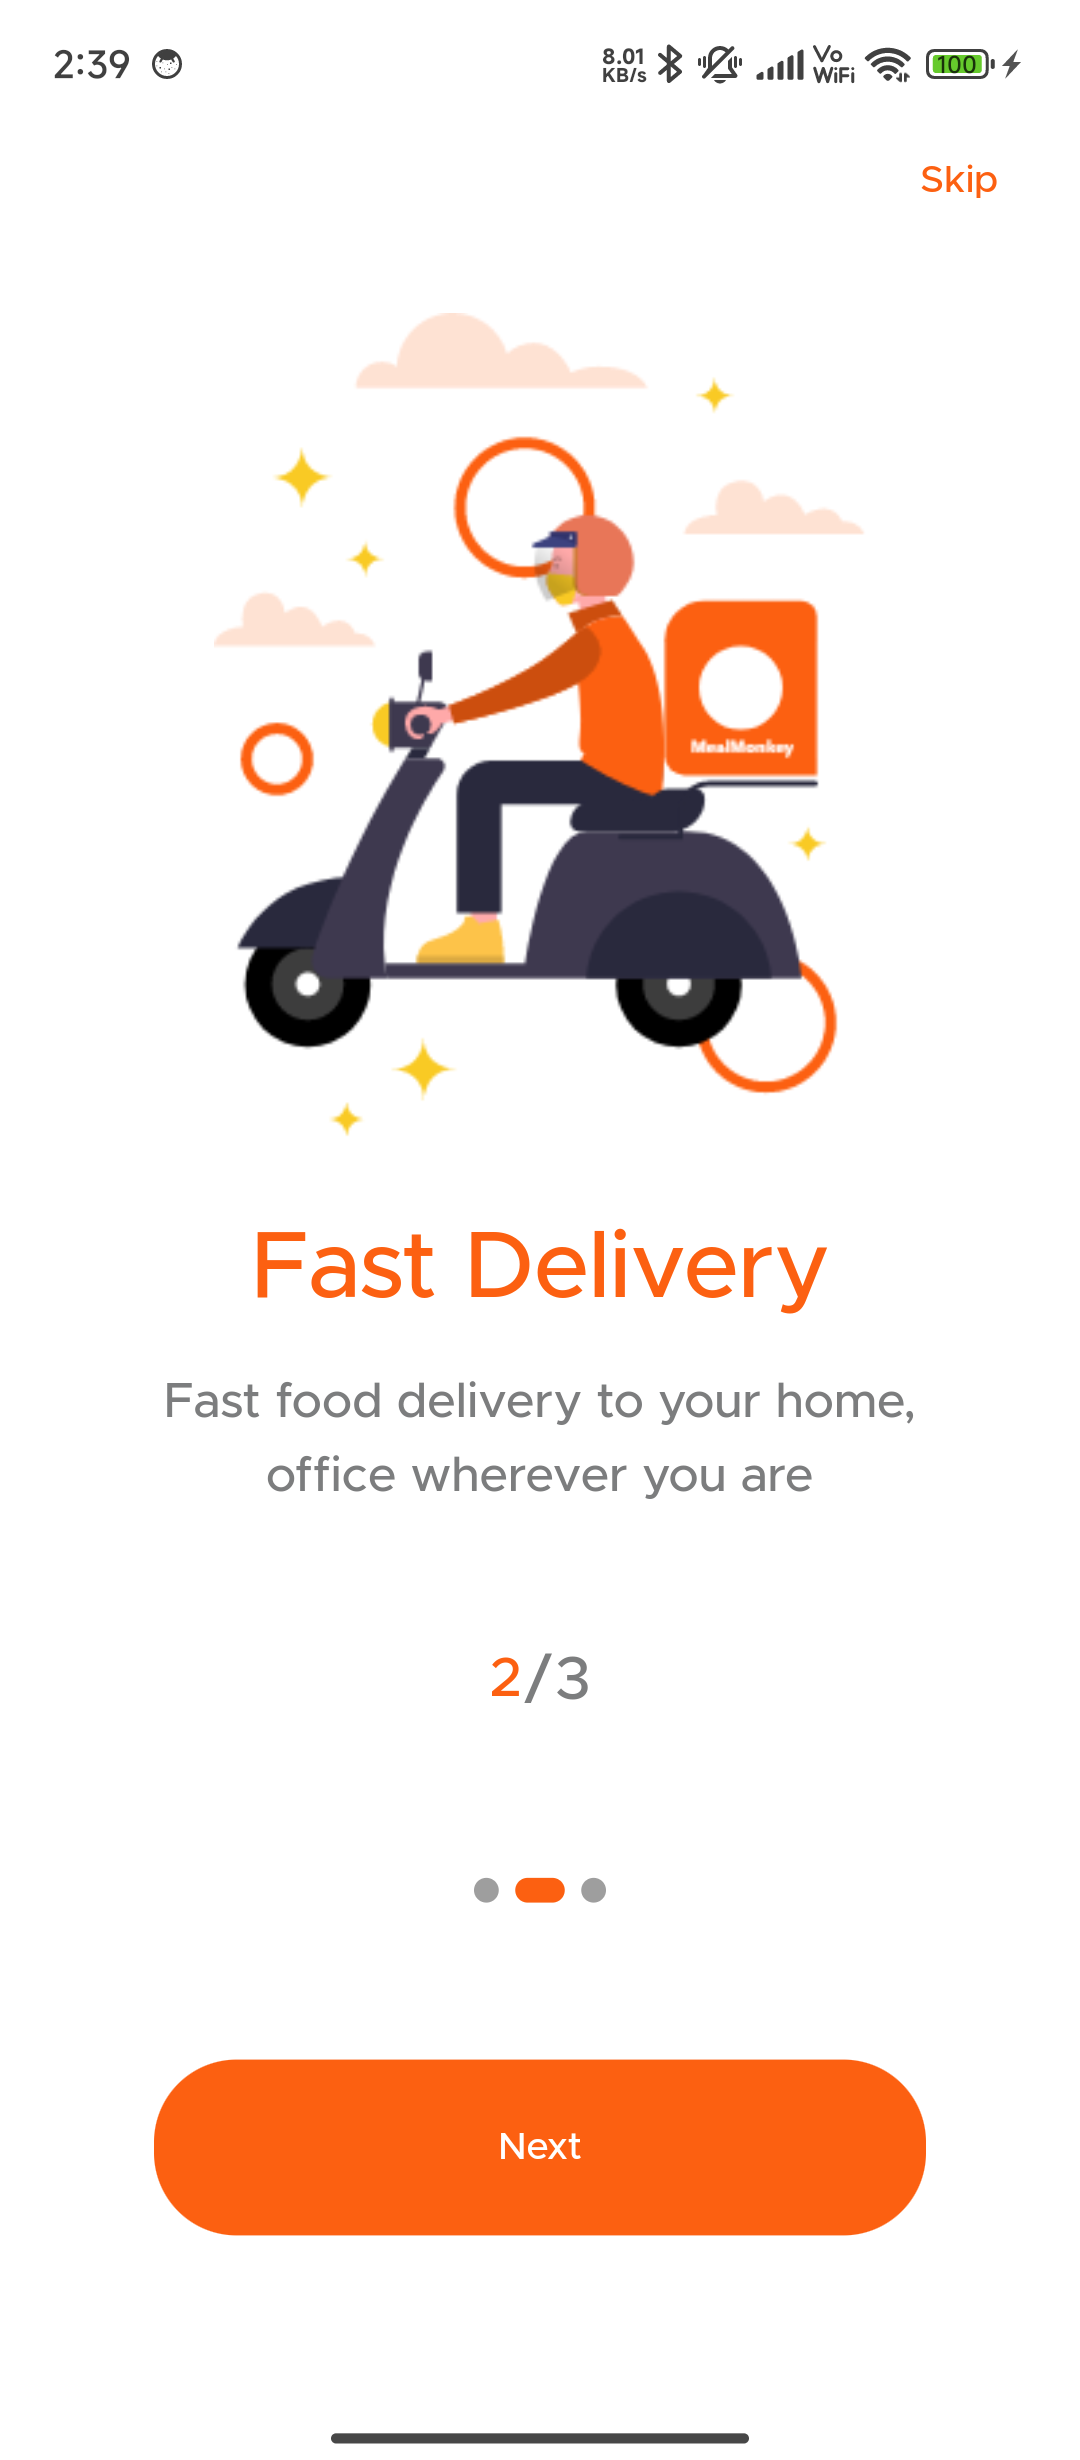 2:39
8.01
KB/s
Vo
WiFi
100
Skip
MealMonkey
Fast Delivery
Fast food delivery to your home,
office wherever you are
2/3
Next